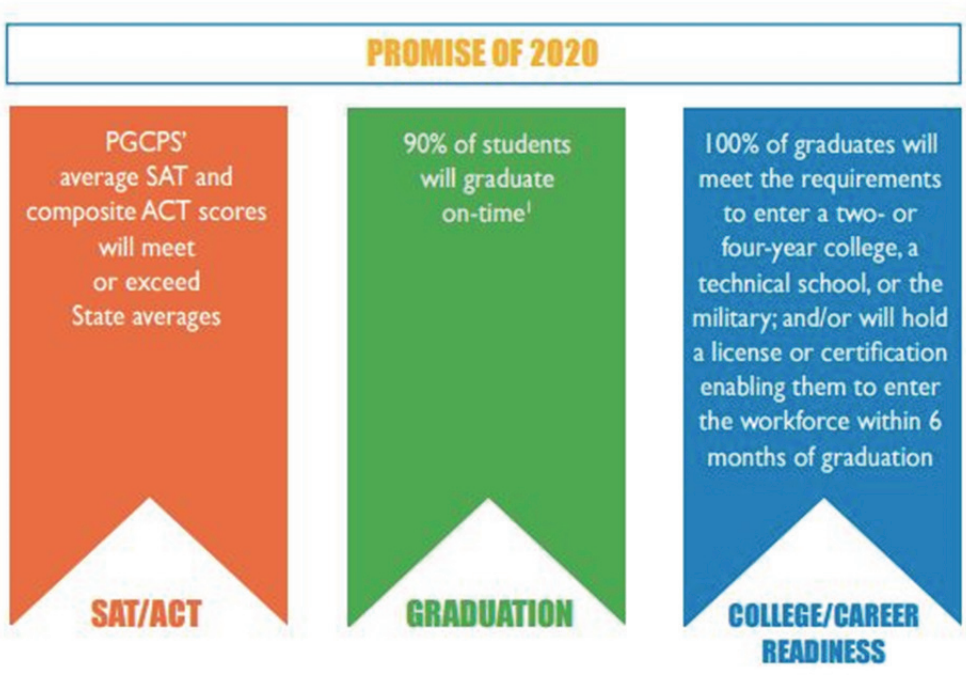 PROMISE OF 2020
PGCPS'
average SAT and
composite ACT scores
will meet
or exceed
State averages
SAT/ACT
90% of students
will graduate
on-time¹
GRADUATION
100% of graduates will
meet the requirements
to enter a two- or
four-year college, a
technical school, or the
military; and/or will hold
a license or certification
enabling them to enter
the workforce within 6
months of graduation
COLLEGE/CAREER
READINESS